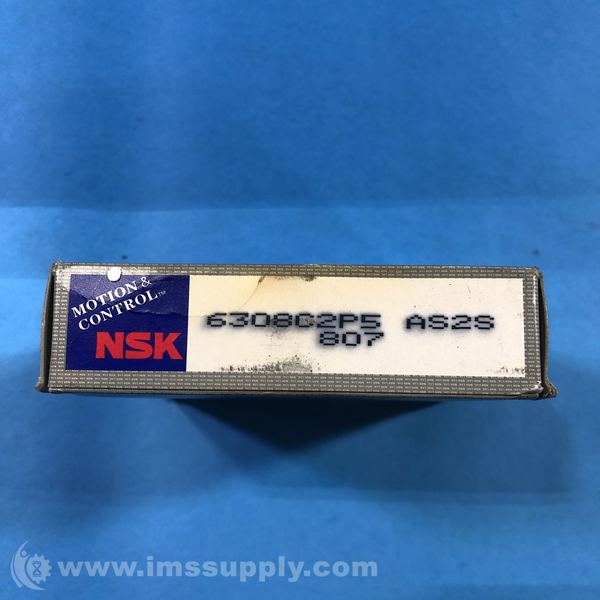 MOTION &
CONTROL™
NSK
6308C2P5 AS2S
807
www.imssupply.com